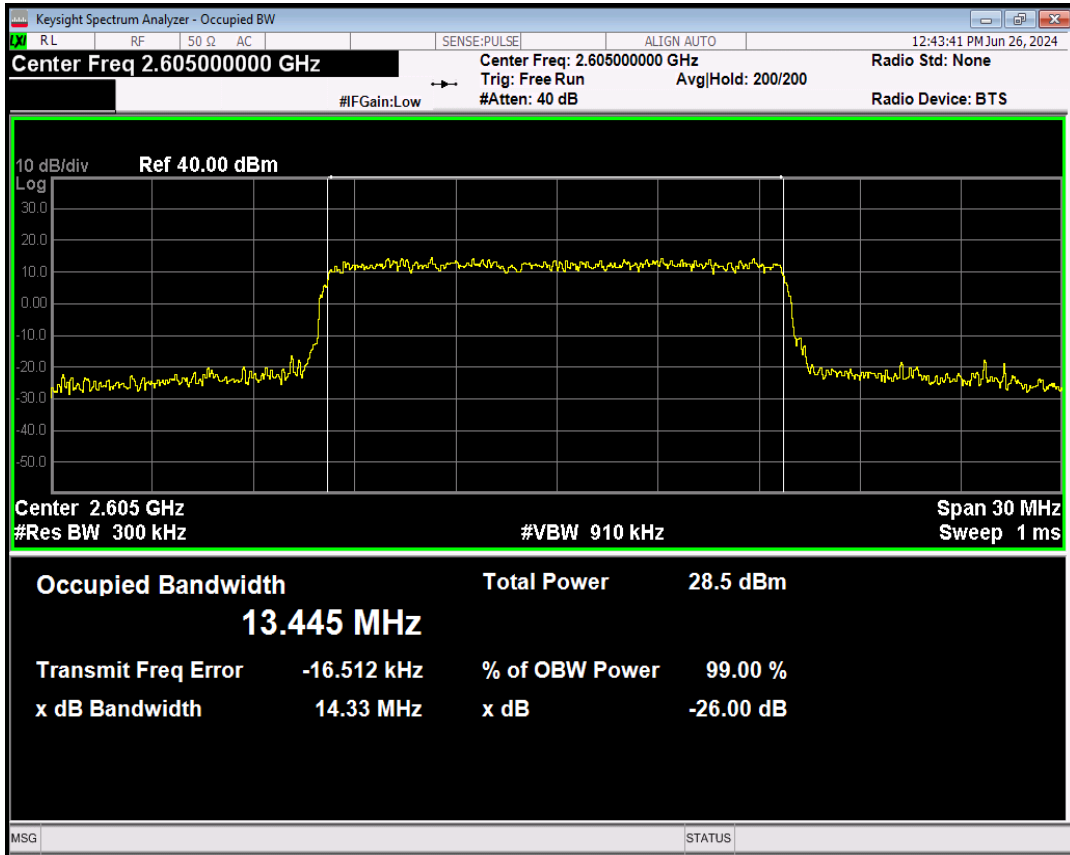 Keysight Spectrum Analyzer - Occupied BW
LXI RL RF 50 Ω AC SENSE:PULSE ALIGN AUTO 12:43:41 PM Jun 26, 2024
Center Freq 2.605000000 GHz Center Freq: 2.605000000 GHz Radio Std: None
Trig: Free Run Avg|Hold: 200/200
#IFGain:Low #Atten: 40 dB Radio Device: BTS
10 dB/div Ref 40.00 dBm
Log
30.0
20.0
10.0
0.00
-10.0
-20.0
-30.0
-40.0
-50.0
Center 2.605 GHz Span 30 MHz
#Res BW 300 kHz #VBW 910 kHz Sweep 1 ms
Occupied Bandwidth Total Power 28.5 dBm
13.445 MHz
Transmit Freq Error -16.512 kHz % of OBW Power 99.00 %
x dB Bandwidth 14.33 MHz x dB -26.00 dB
MSG STATUS